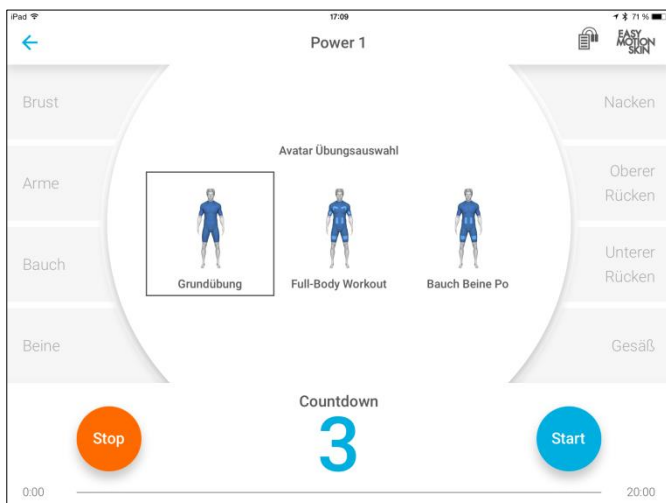 iPad 17:09 71 %
Power 1
EASY
MOTION
SKIN
Brust
Nacken
Avatar Übungsauswahl
Arme
Oberer
Rücken
Bauch
Unterer
Rücken
Grundübung Full-Body Workout Bauch Beine Po
Beine
Gesäß
Countdown
Stop
3
Start
0:00 20:00